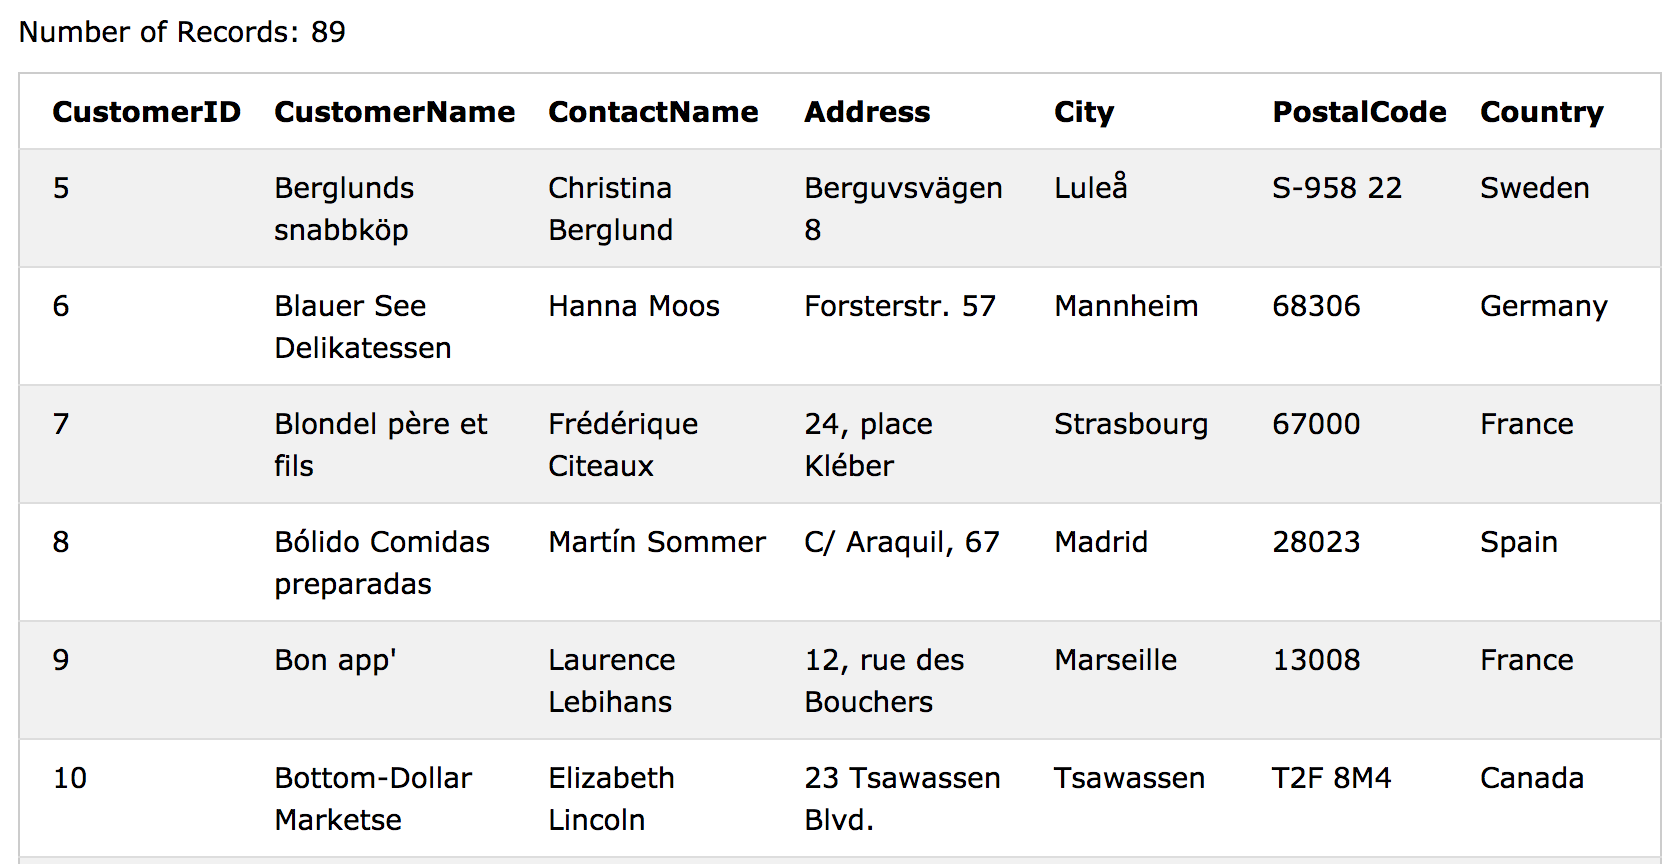 Number of Records: 89
CustomerID CustomerName ContactName Address City PostalCode Country
5 Berglunds Christina Berguvsvägen Luleå S-958 22 Sweden
snabbköp Berglund 8
6 Blauer See Hanna Moos Forsterstr. 57 Mannheim 68306 Germany
Delikatessen
7 Blondel père et Frédérique 24, place Strasbourg 67000 France
fils Citeaux Kléber
8 Bólido Comidas Martín Sommer C/ Araquil, 67 Madrid 28023 Spain
preparadas
9 Bon app' Laurence 12, rue des Marseille 13008 France
Lebihans Bouchers
10 Bottom-Dollar Elizabeth 23 Tsawassen Tsawassen T2F 8M4 Canada
Marketse Lincoln Blvd.